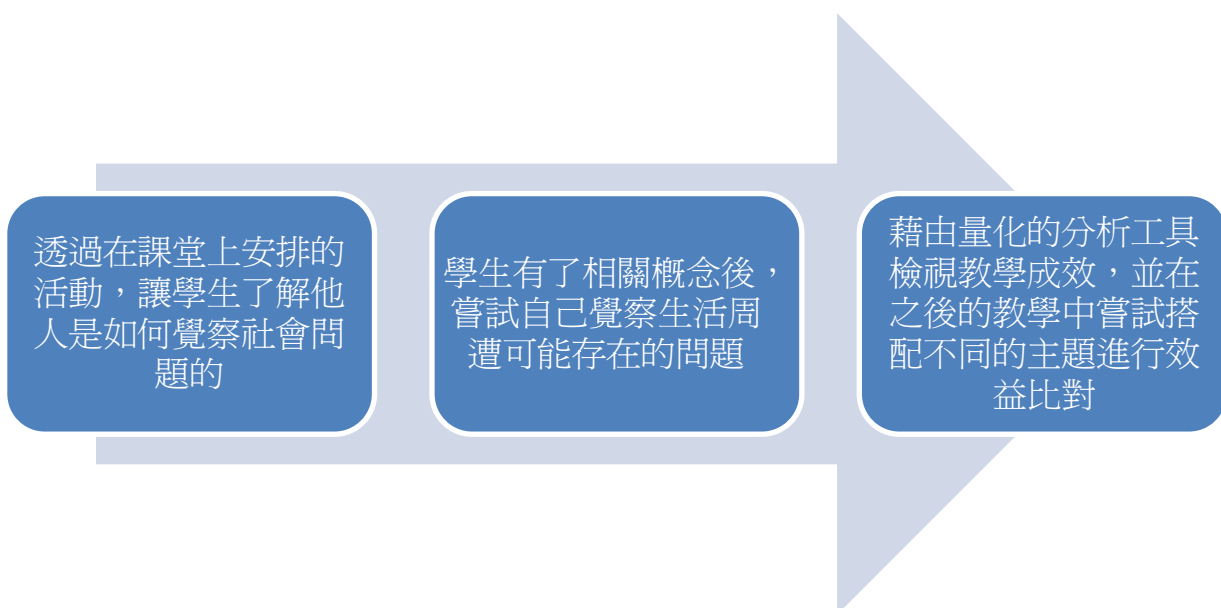 透過在課堂上安排的
活動，讓學生了解他
人是如何覺察社會問
題的
學生有了相關概念後，
嘗試自己覺察生活周
遭可能存在的問題
藉由量化的分析工具
檢視教學成效，並在
之後的教學中嘗試搭
配不同的主題進行效
益比對